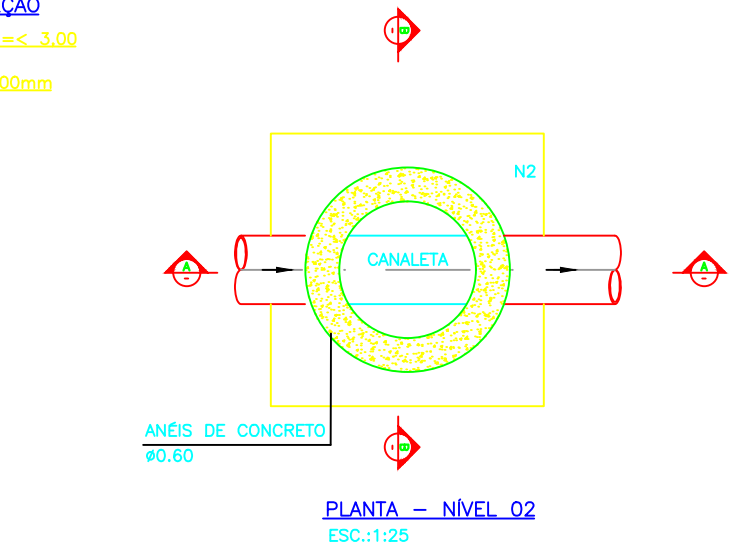 ÇÃO
=< 3.00
00mm
B
-
N2
CANALETA
A
-
A
-
ANÉIS DE CONCRETO
ø0.60
B
-
PLANTA - NÍVEL 02
ESC.:1:25